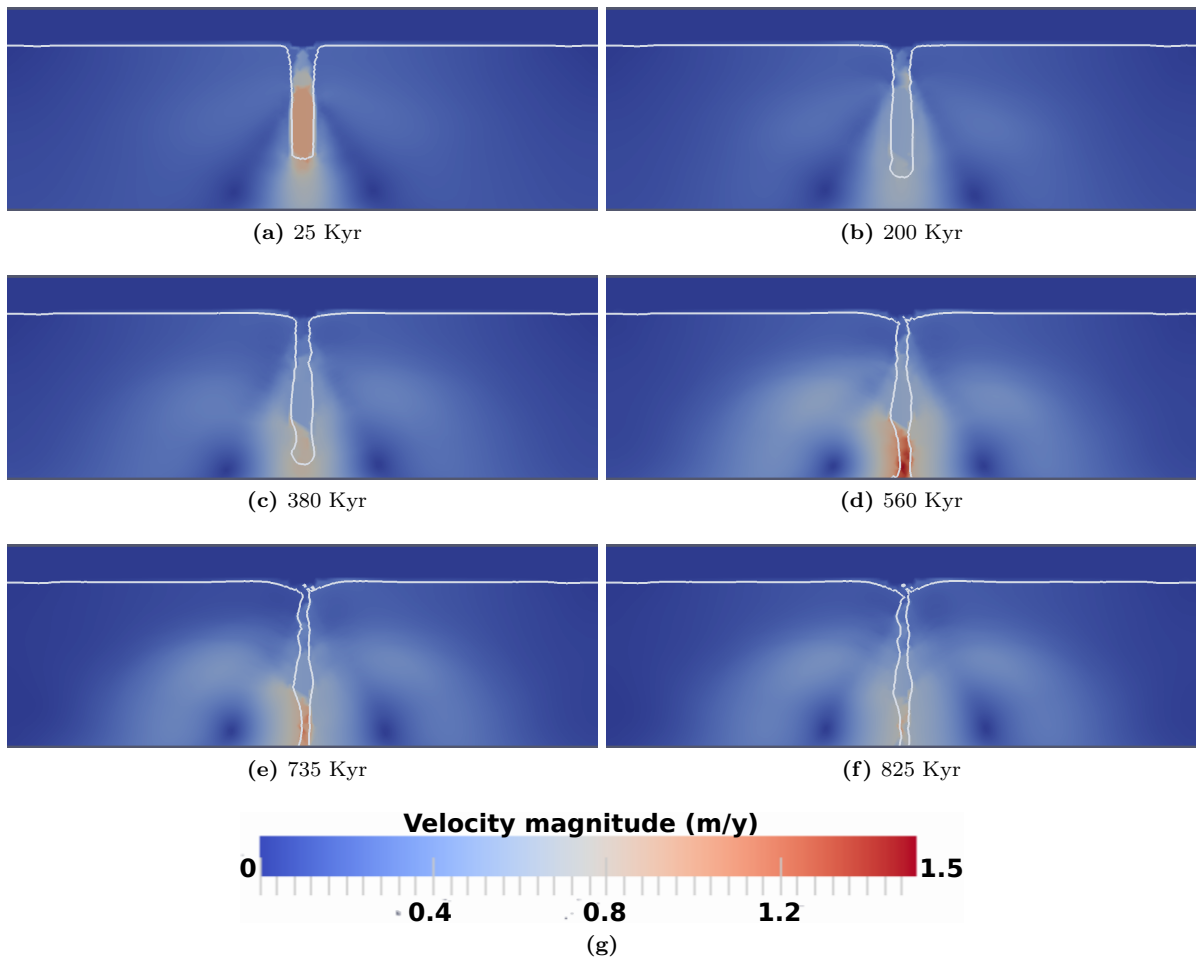 (a) 25 Kyr
(b) 200 Kyr
(c) 380 Kyr
(d) 560 Kyr
(e) 735 Kyr
(f) 825 Kyr
Velocity magnitude (m/y)
0 1.5
0.4 0.8 1.2
(g)